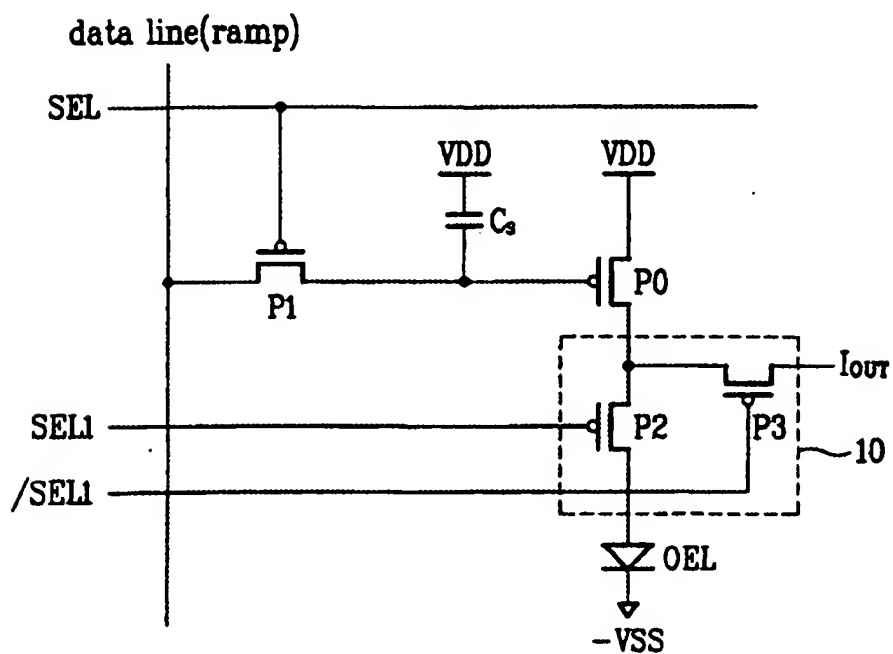 data line(ramp)
SEL
VDD
VDD
Cs
P1
P0
IOUT
SEL1
P2
P3
10
/SEL1
OEL
-VSS